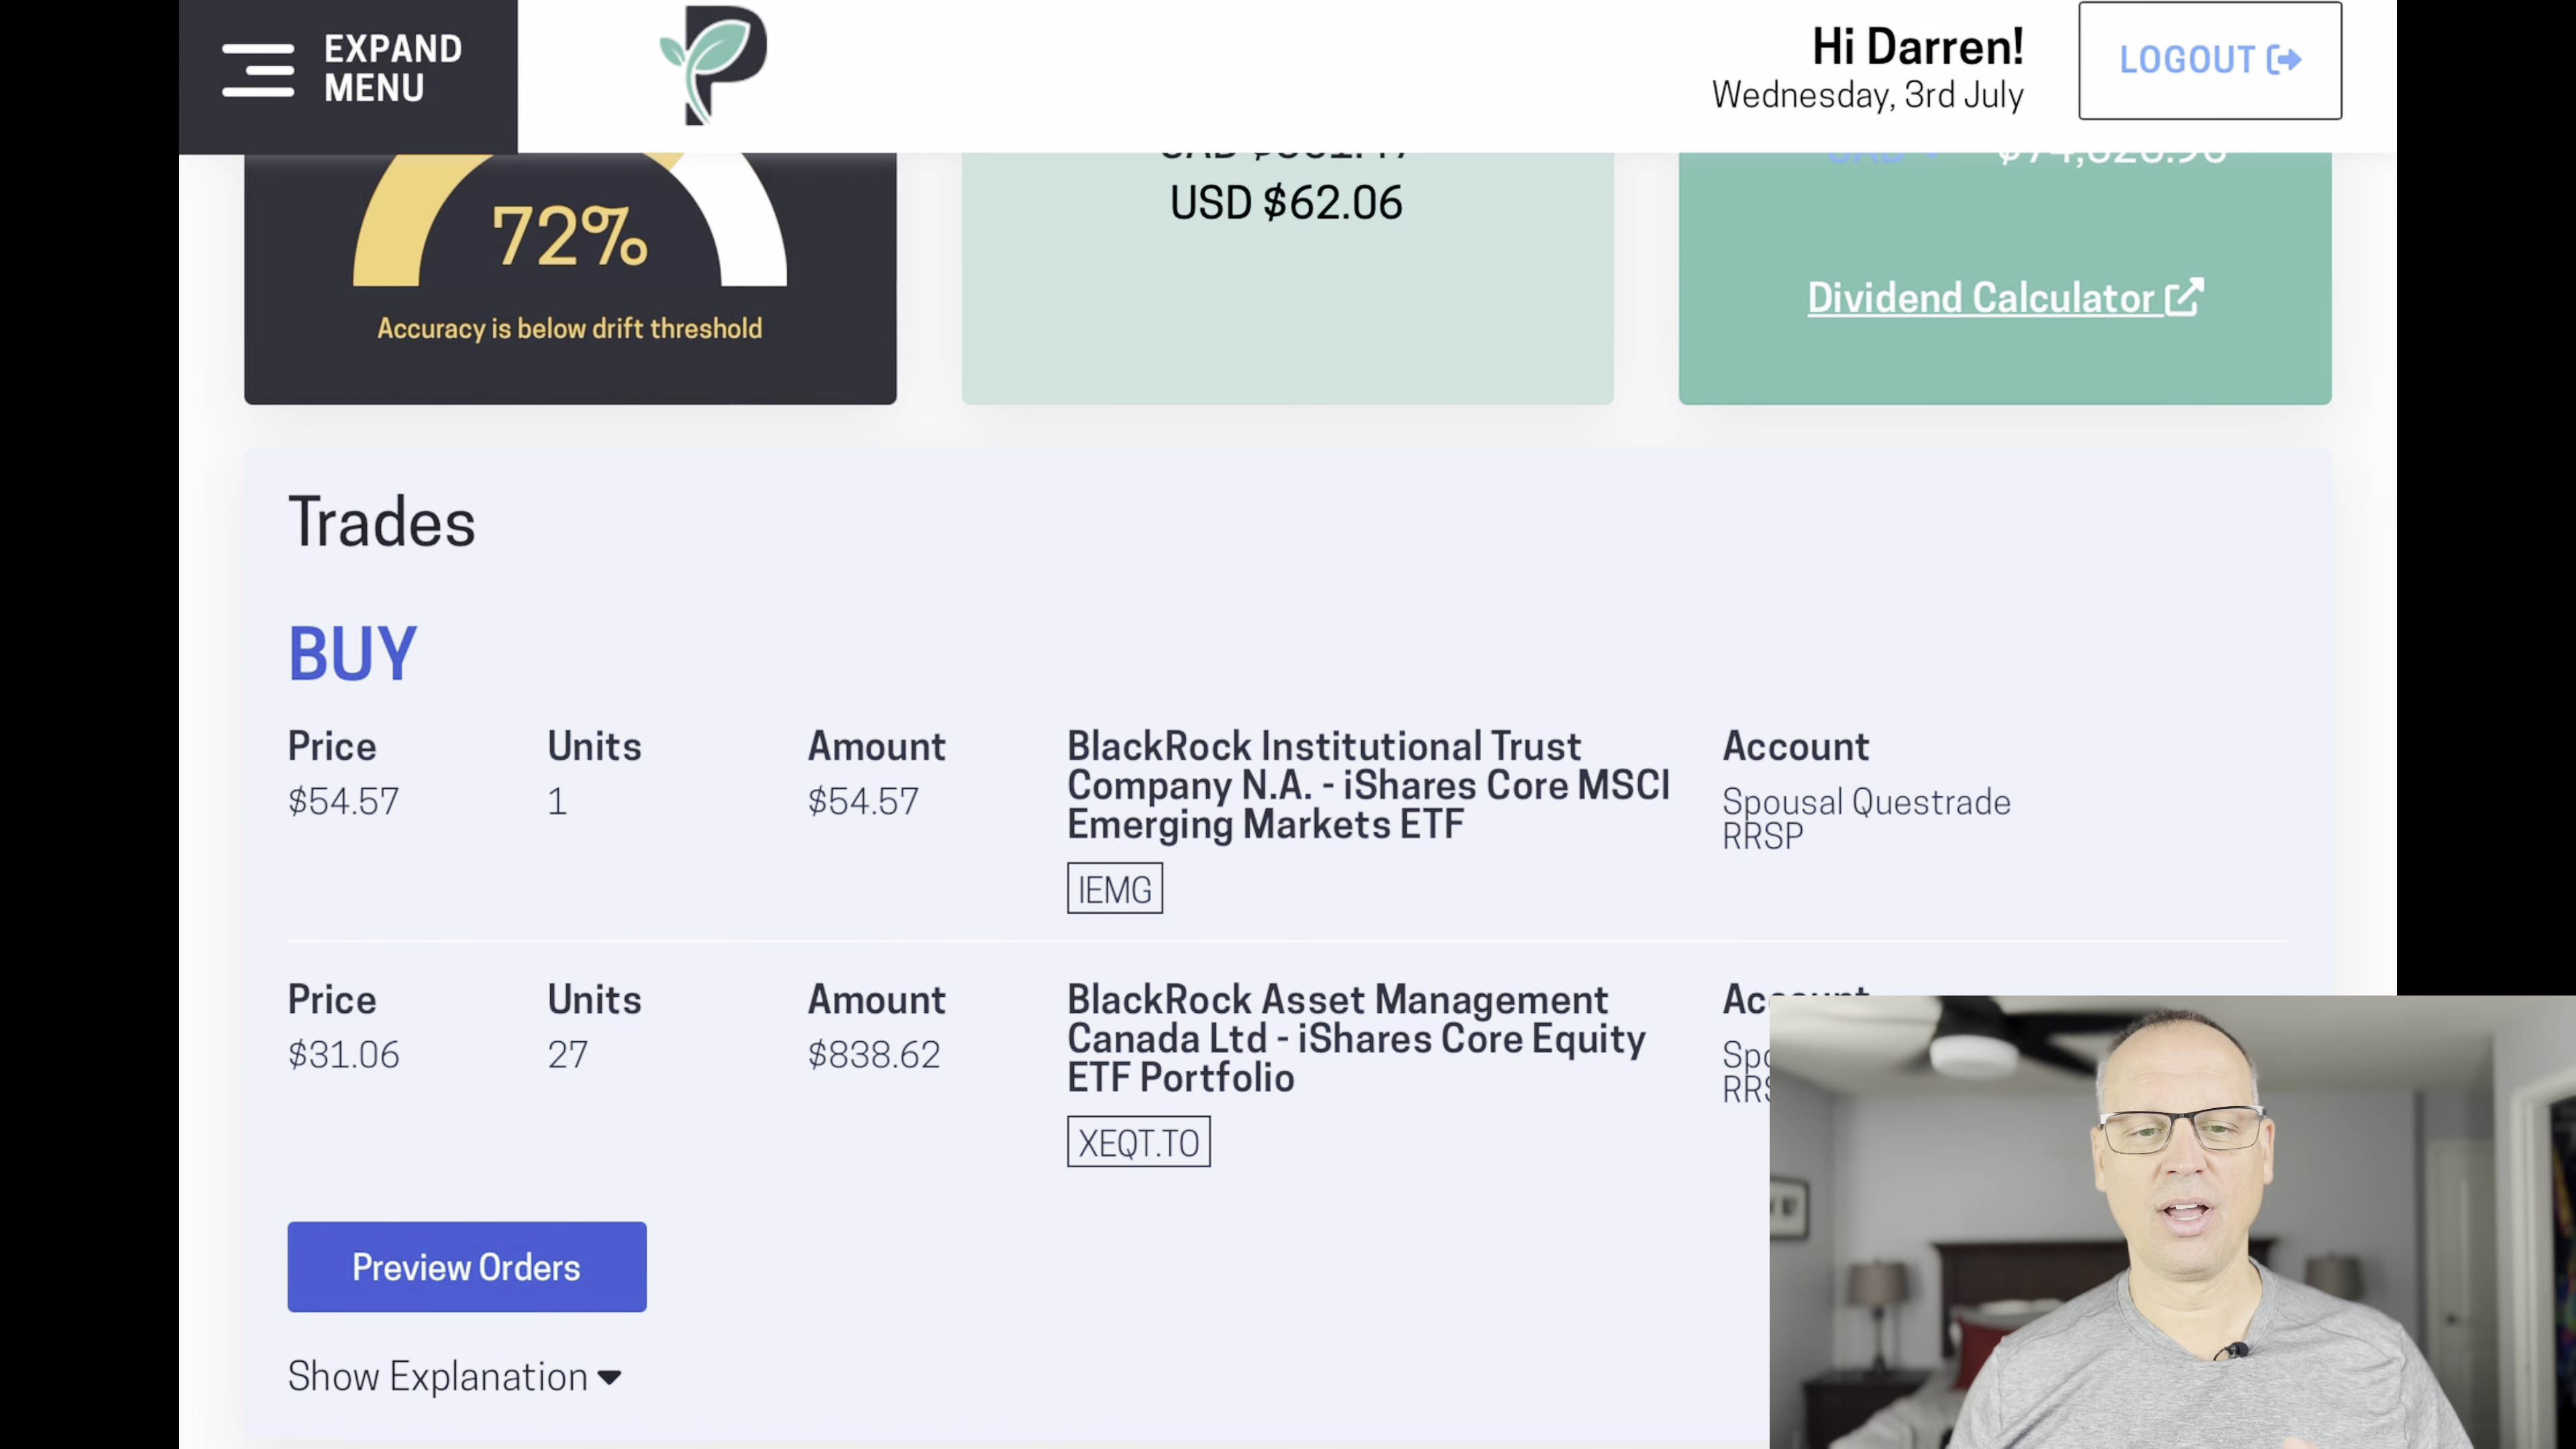 EXPAND
MENU
Hi Darren!
Wednesday, 3rd July
LOGOUT
72%
Accuracy is below drift threshold
USD $62.06
Dividend Calculator
Trades
BUY
Price Units Amount BlackRock Institutional Trust Account
Company N.A. - iShares Core MSCI
Emerging Markets ETF
$54.57 1 $54.57 Spousal Questrade
RRSP
IEMG
Price Units Amount BlackRock Asset Management
Canada Ltd - iShares Core Equity
ETF Portfolio
$31.06 27 $838.62
XEQT.TO
Preview Orders
Show Explanation